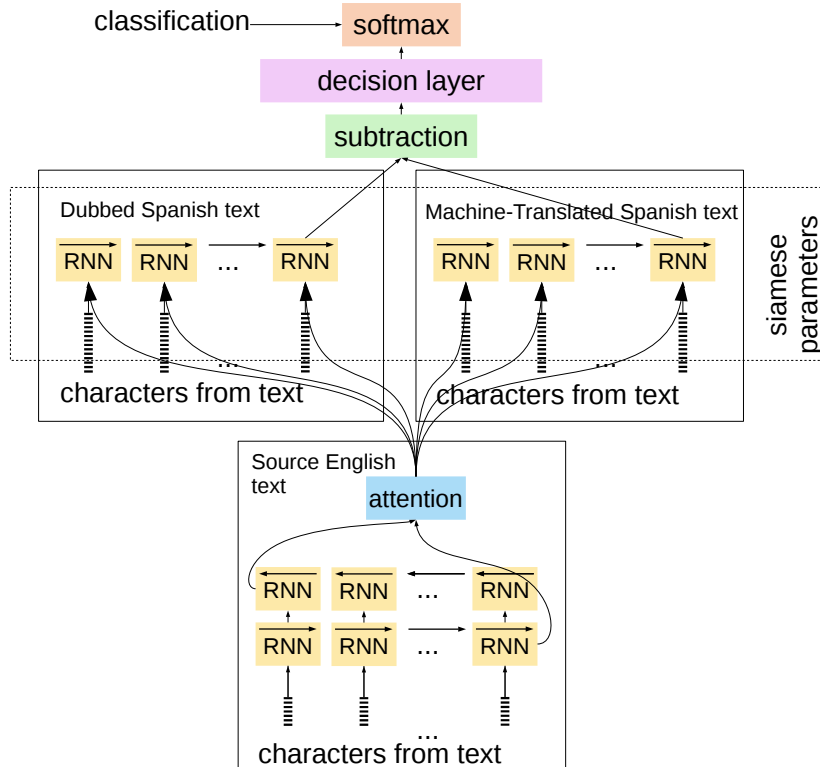 classification
softmax
decision layer
subtraction
Dubbed Spanish text
RNN RNN ... RNN
...
characters from text
Machine-Translated Spanish text
RNN RNN ... RNN
...
characters from text
siamese
parameters
Source English
text
attention
RNN RNN ... RNN
RNN RNN ... RNN
...
characters from text